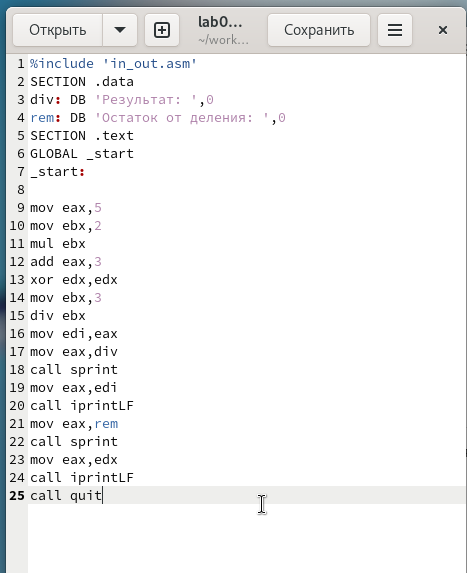 Открыть
lab0...
~/work...
Сохранить
1 %include 'in_out.asm'
2 SECTION .data
3 div: DB 'Результат: ',0
4 rem: DB 'Остаток от деления: ',0
5 SECTION .text
6 GLOBAL _start
7 _start:
8
9 mov eax,5
10 mov ebx,2
11 mul ebx
12 add eax,3
13 xor edx,edx
14 mov ebx,3
15 div ebx
16 mov edi,eax
17 mov eax,div
18 call sprint
19 mov eax,edi
20 call iprintLF
21 mov eax,rem
22 call sprint
23 mov eax,edx
24 call iprintLF
25 call quit